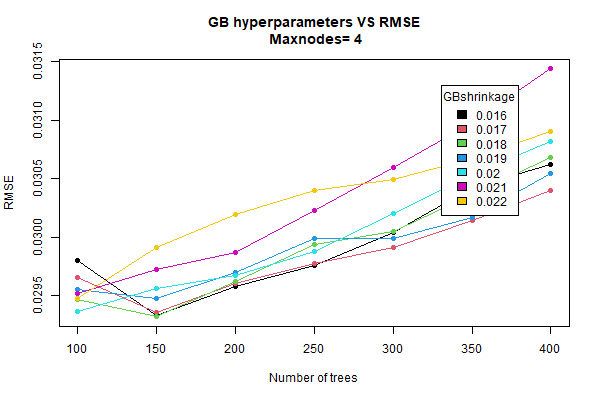 GB hyperparameters VS RMSE
Maxnodes= 4
0.0315
0.0310
0.0305
0.0300
0.0295
RMSE
GBshrinkage
0.016
0.017
0.018
0.019
0.02
0.021
0.022
100 150 200 250 300 350 400
Number of trees